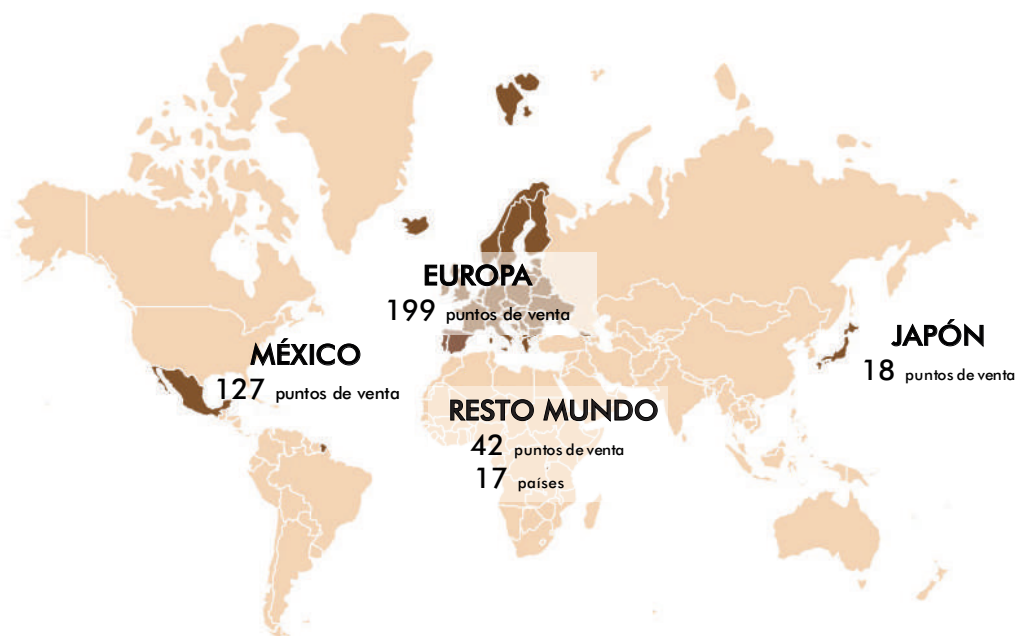 EUROPA
199 puntos de venta
MÉXICO
127 puntos de venta
JAPÓN
18 puntos de venta
RESTO MUNDO
42 puntos de venta
17 países